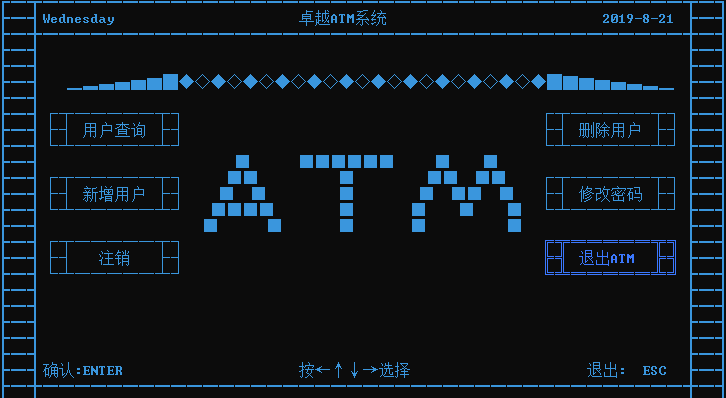 Wednesday 卓越ATM系统 2019-8-21
用户查询 删除用户
ATM
新增用户 修改密码
注销 退出ATM
确认:ENTER 按←↑↓→选择 退出: ESC